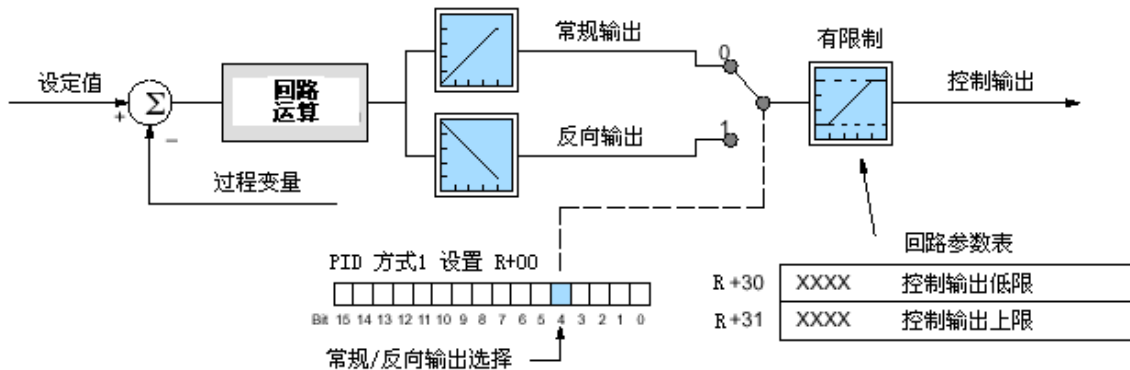 常规输出
有限制
设定值
回路
运算
0
控制输出
+
Σ
−
反向输出
1
过程变量
回路参数表
PID 方式1 设置 R+00
R +30 XXXX 控制输出低限
R +31 XXXX 控制输出上限
Bit 15 14 13 12 11 10 9 8 7 6 5 4 3 2 1 0
常规/反向输出选择